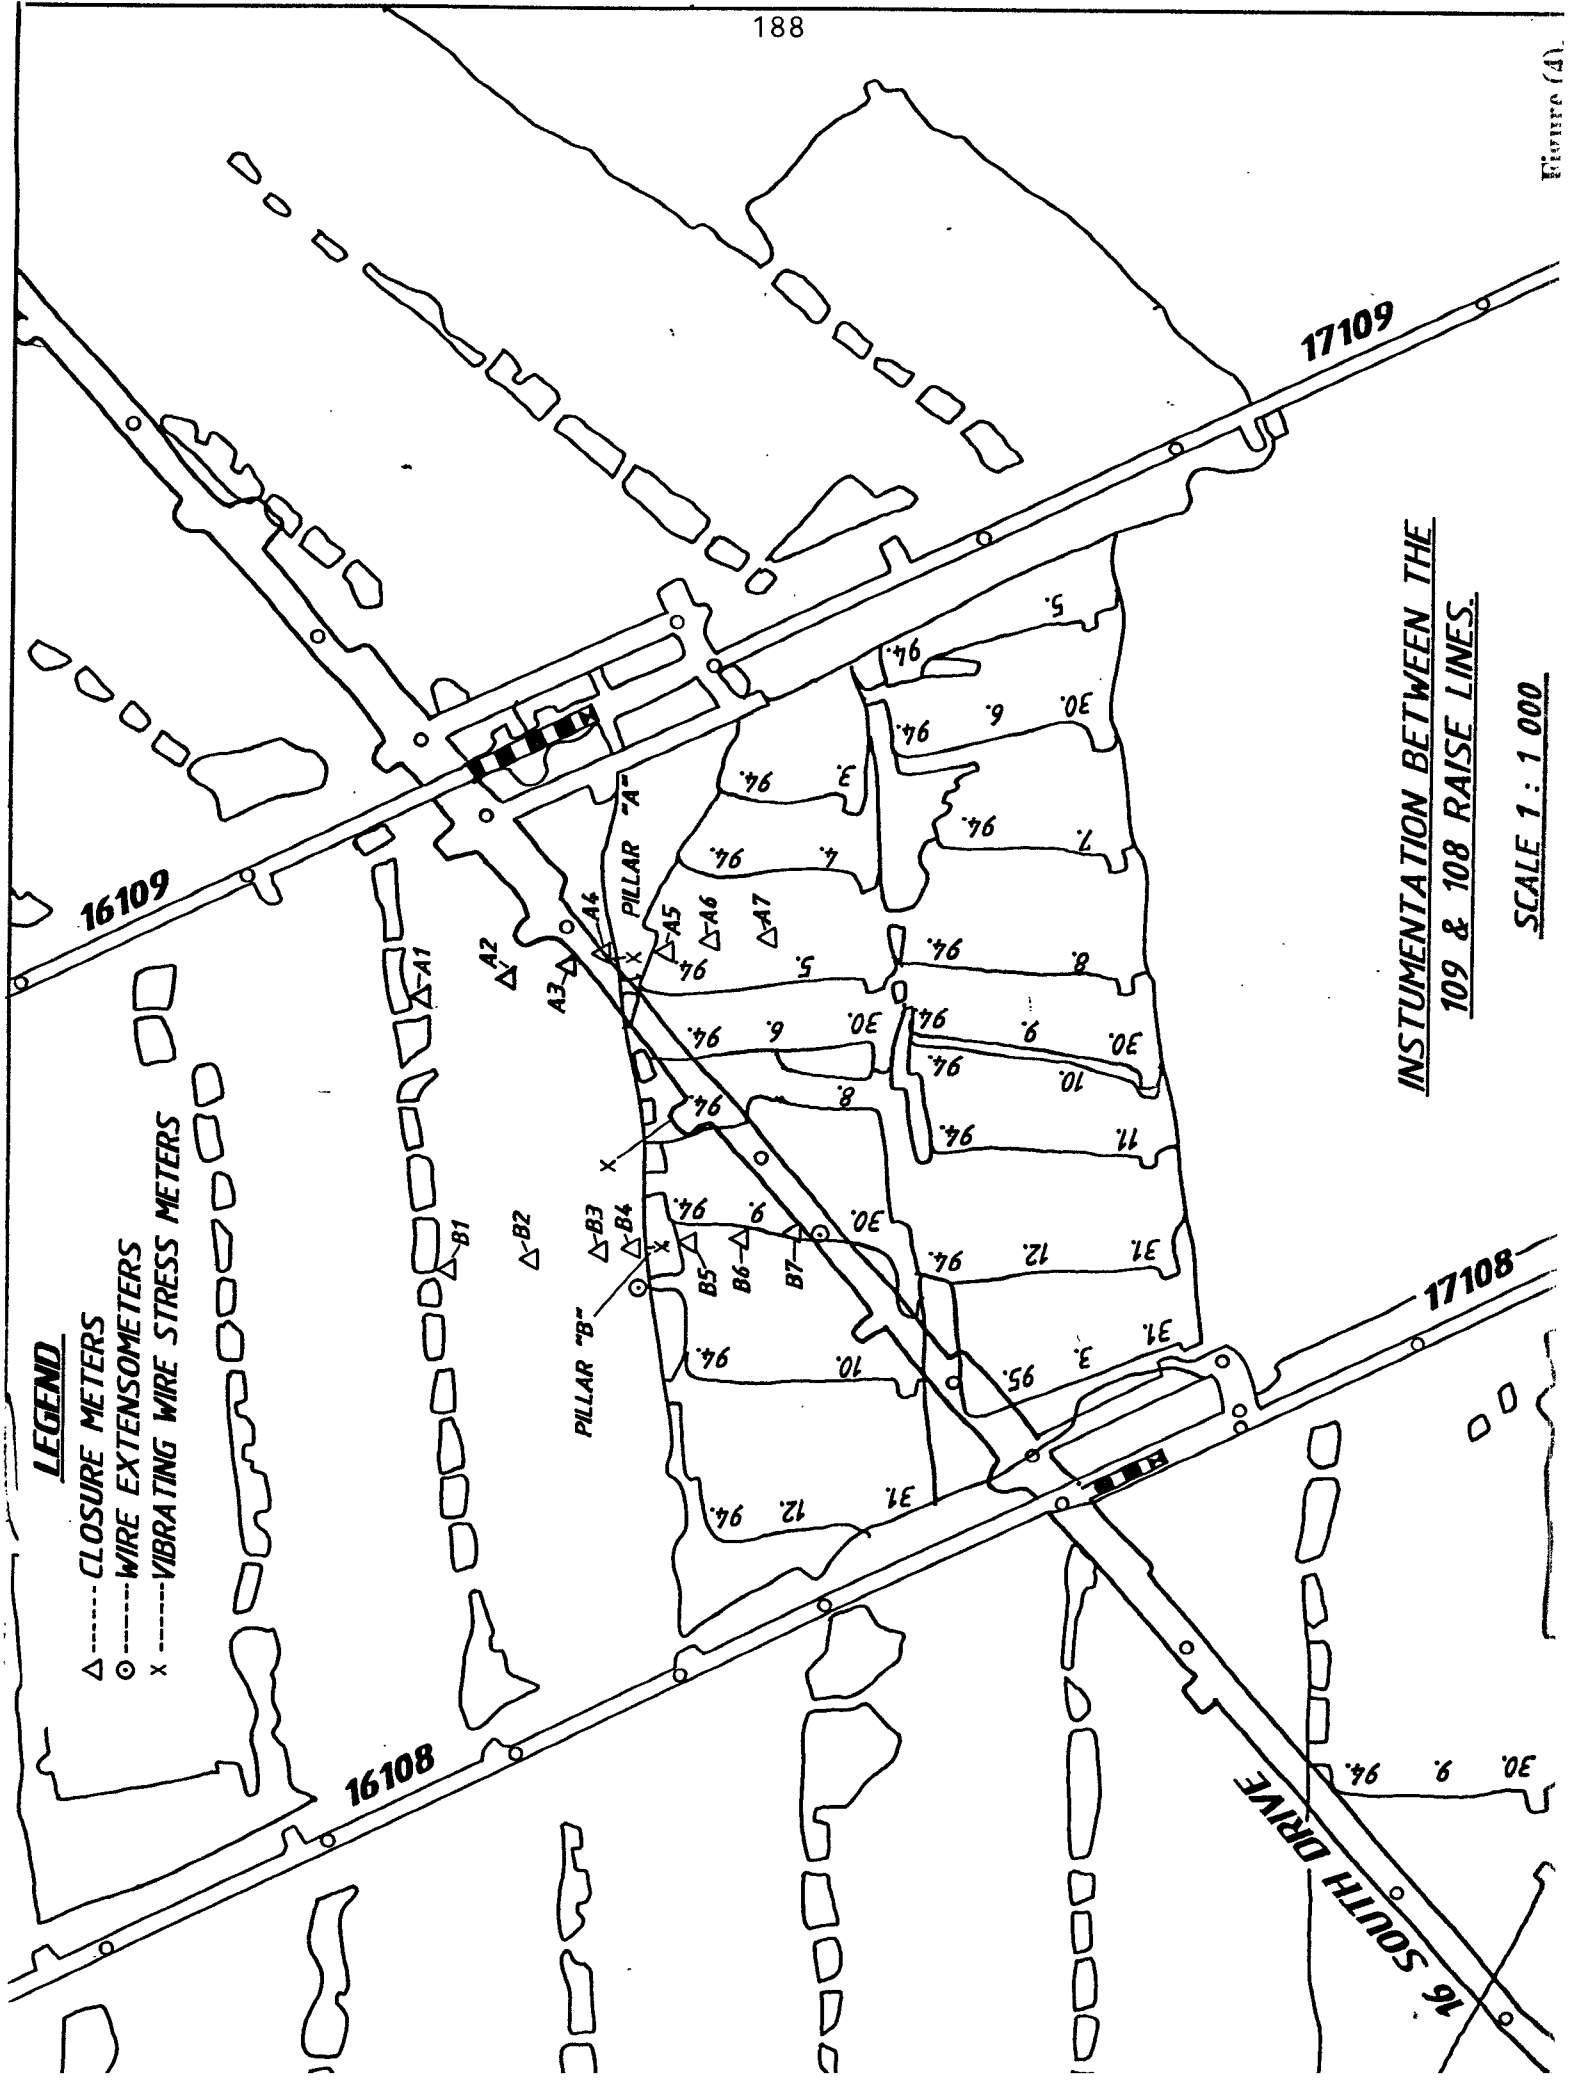 188
Figure (4).
LEGEND
Δ ------ CLOSURE METERS
⊙ ------ WIRE EXTENSOMETERS
x ------ VIBRATING WIRE STRESS METERS
16109
17109
16108
17108
16 SOUTH DRIVE
PILLAR "A"
PILLAR "B"
A1
A2
A3
A4
A5
A6
A7
B1
B2
B3
B4
B5
B6
B7
94. 3.
94. 4.
94 5.
94. 6. 30.
94. 8.
94. 9. 30.
94. 10.
94. 12. 31.
94. 5.
94. 6. 30.
94. 7.
94. 8.
94 9. 30.
94. 10.
94. 11.
94. 12. 31.
95. 3. 31.
94. 9. 30.
INSTUMENTATION BETWEEN THE
109 & 108 RAISE LINES.
SCALE 1 : 1 000